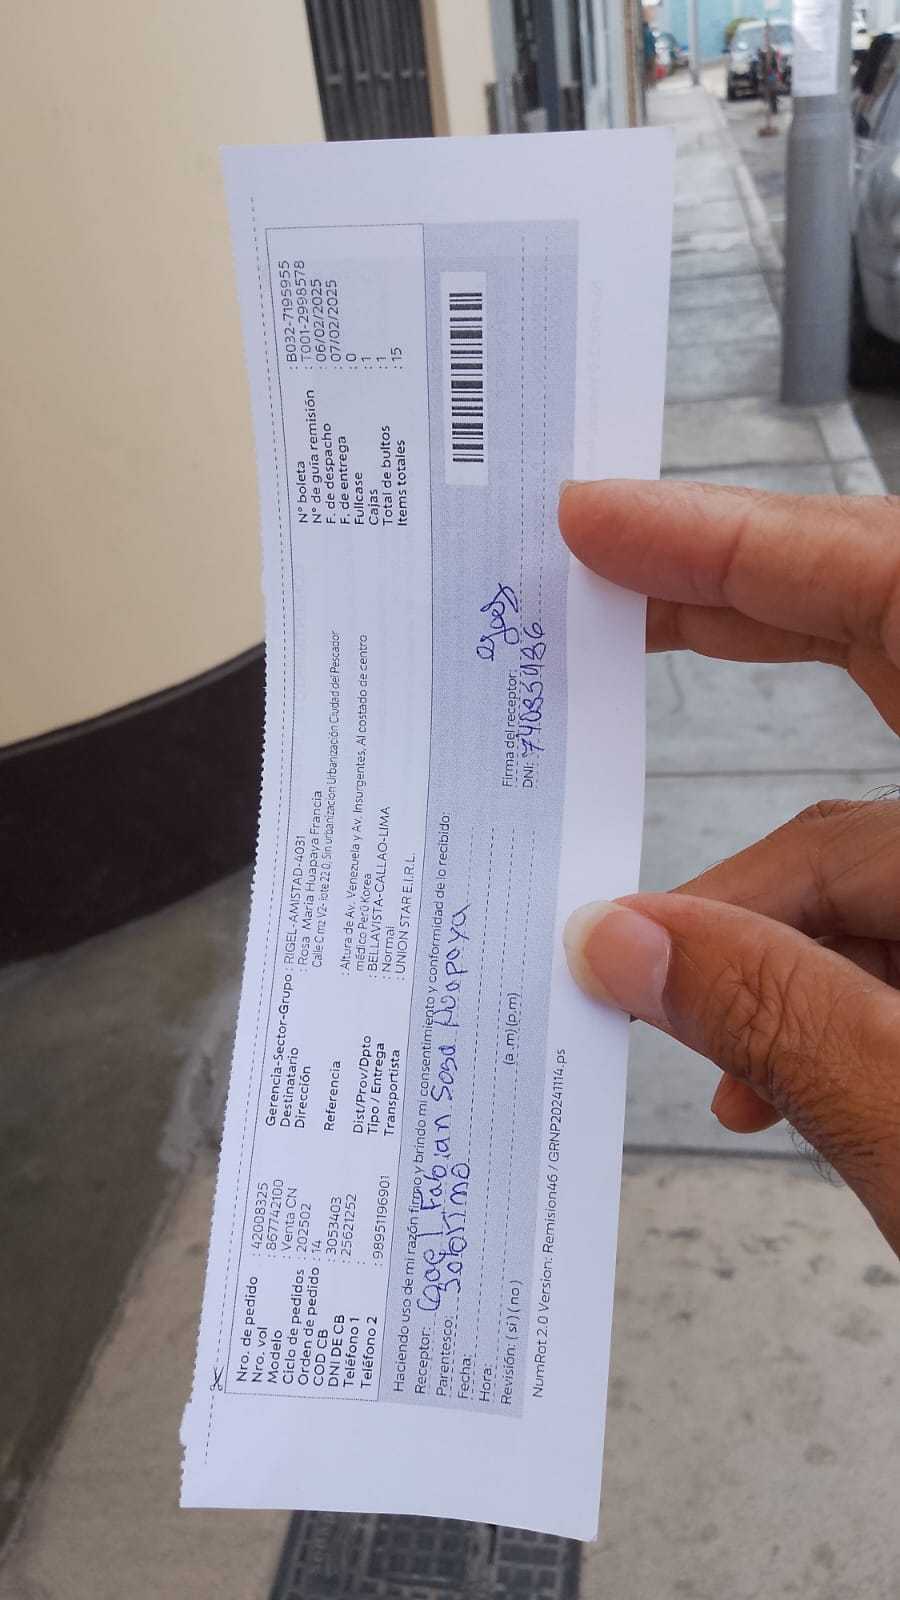 Nro. de pedido : 42008325
Nro. vol : 867742100
Modelo Venta CN
Ciclo de pedidos : 202502
Orden de pedido : 14
COD CB : 3053403
DNI DE CB : 25621252
Teléfono 1 :
Teléfono 2 : 98951196901
Gerencia-Sector-Grupo : RIGEL-AMISTAD-4031
Destinatario : Rosa María Huapaya Francia
Dirección Calle C mz V2- lote 22 0, Sin urbanizacion Urbanización Ciudad del Pescador
Referencia : Altura de Av. Venezuela y Av. Insurgentes, Al costado de centro
médico Perú Korea
Dist/Prov/Dpto : BELLAVISTA-CALLAO-LIMA
Tipo / Entrega : Normal
Transportista : UNION STAR E.I.R.L.
N° boleta : B032-7195955
N° de guía remisión : T001-2998578
F. de despacho : 06/02/2025
F. de entrega : 07/02/2025
Fullcase : 0
Cajas : 1
Total de bultos : 1
Items totales : 15
Haciendo uso de mi razón firmo y brindo mi consentimiento y conformidad de lo recibido:
Receptor: Fabian Sosa Huapaya
Parentesco: Sobrino
Fecha:
Hora: (a.m) (p.m)
Revisión: ( si ) ( no )
Firma del receptor:
DNI: 74085486
NumRot 2.0 Version: Remision46 / GRNP20241114.ps